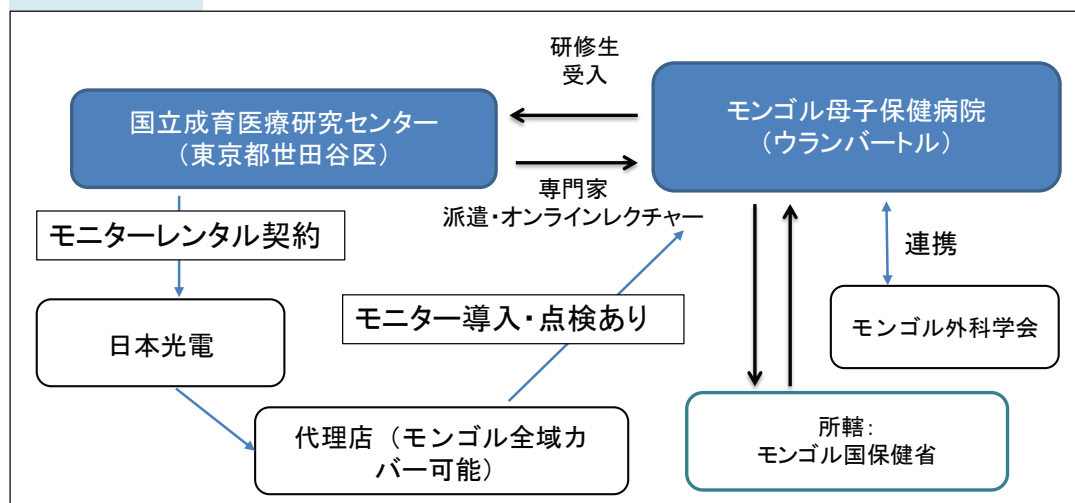 研修生
受入
国立成育医療研究センター
（東京都世田谷区）
モンゴル母子保健病院
（ウランバートル）
専門家
派遣・オンラインレクチャー
モニターレンタル契約
連携
モニター導入・点検あり
日本光電
モンゴル外科学会
代理店（モンゴル全域カ
バー可能）
所轄：
モンゴル国保健省